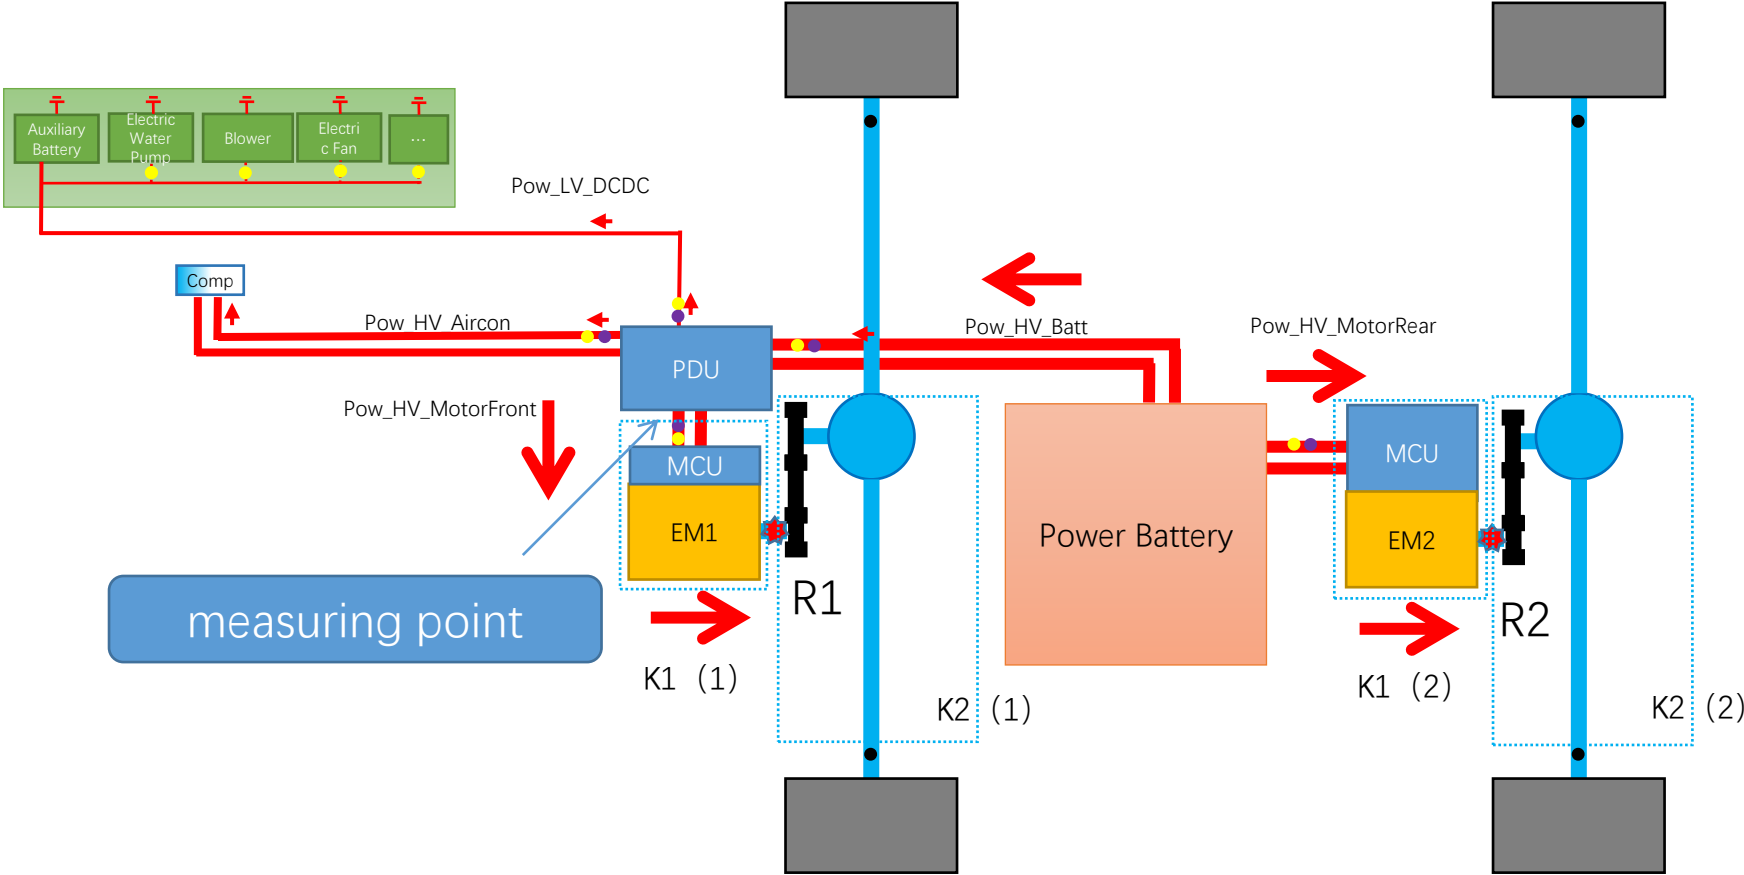 Auxiliary
Battery
Electric
Water
Pump
Blower
Electri
c Fan
...
Pow_LV_DCDC
Comp
Pow_HV_Aircon
Pow_HV_Batt
Pow_HV_MotorRear
PDU
Pow_HV_MotorFront
MCU
MCU
EM1
Power Battery
EM2
R1
R2
measuring point
K1 (1)
K1 (2)
K2 (1)
K2 (2)